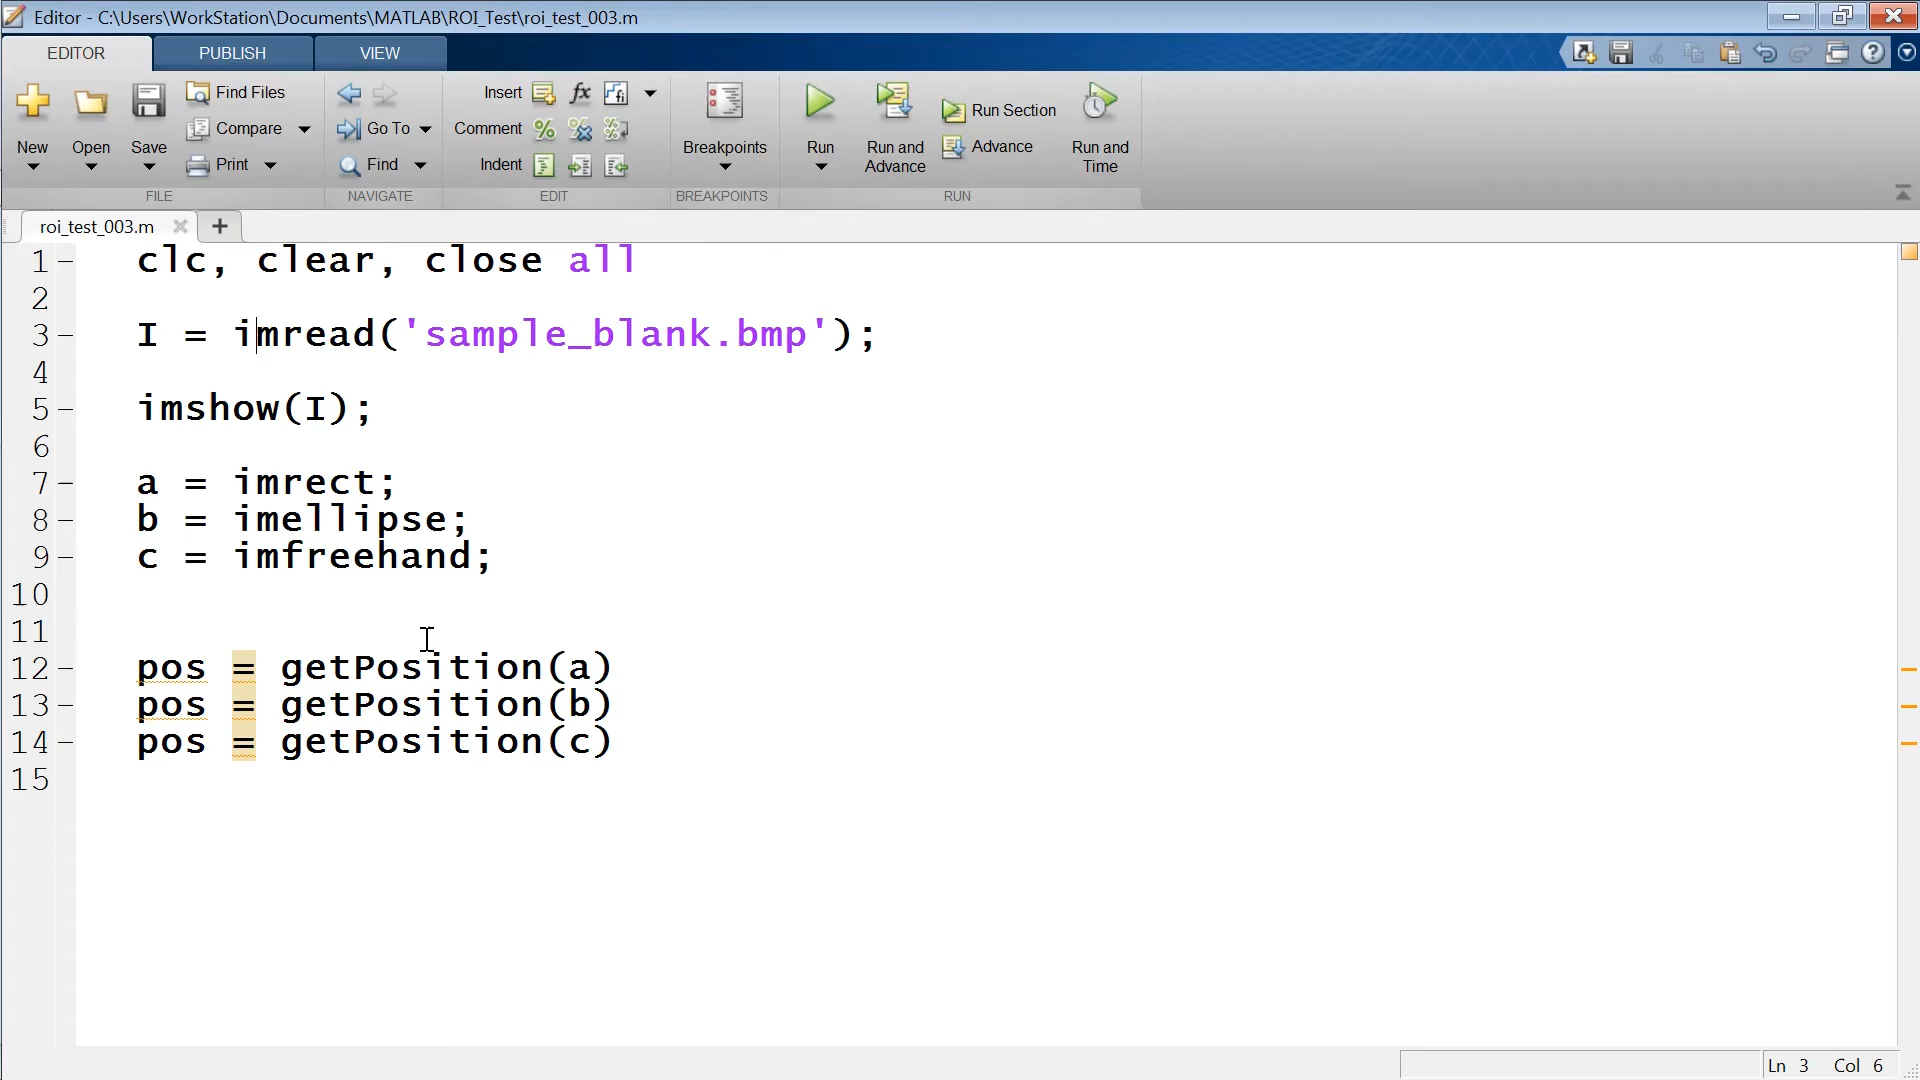 Editor - C:\Users\WorkStation\Documents\MATLAB\ROI_Test\roi_test_003.m
EDITOR PUBLISH VIEW
New
Open
Save
Find Files
Compare
Print
FILE
Go To
Find
NAVIGATE
Insert fx
Comment
Indent
EDIT
Breakpoints
BREAKPOINTS
Run
Run and
Advance
Run Section
Advance
Run and
Time
RUN
roi_test_003.m
1 clc, clear, close all
2
3 I = imread('sample_blank.bmp');
4
5 imshow(I);
6
7 a = imrect;
8 b = imellipse;
9 c = imfreehand;
10
11
12 pos = getPosition(a)
13 pos = getPosition(b)
14 pos = getPosition(c)
15
Ln 3 Col 6